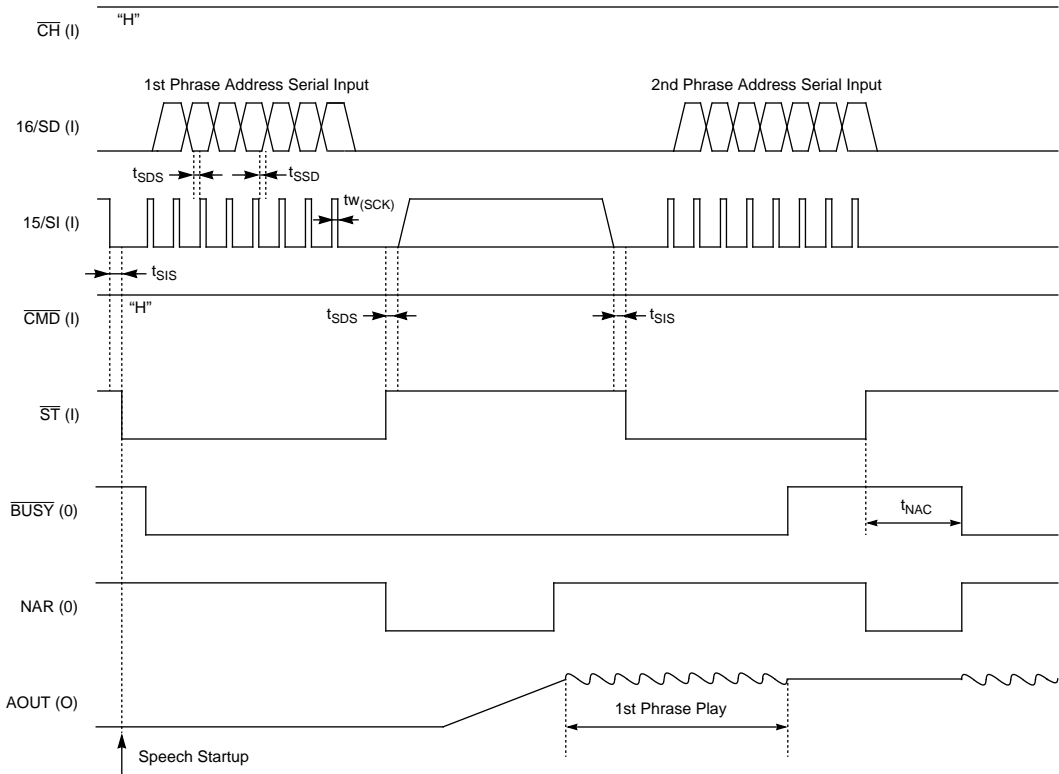 CH (I)
“H”
1st Phrase Address Serial Input
2nd Phrase Address Serial Input
16/SD (I)
tSDS
tSSD
tW(SCK)
15/SI (I)
tSIS
“H”
CMD (I)
tSDS
tSIS
ST (I)
BUSY (0)
tNAC
NAR (0)
AOUT (O)
1st Phrase Play
Speech Startup